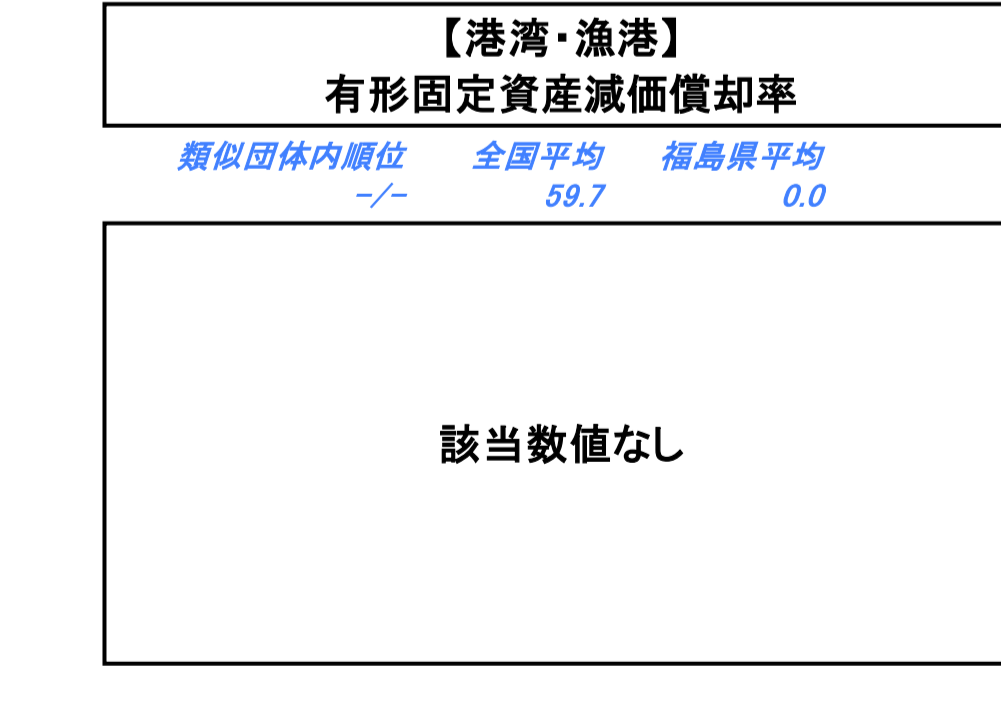 【港湾・漁港】
有形固定資産減価償却率
類似団体内順位 全国平均 福島県平均
-/- 59.7 0.0
該当数値なし